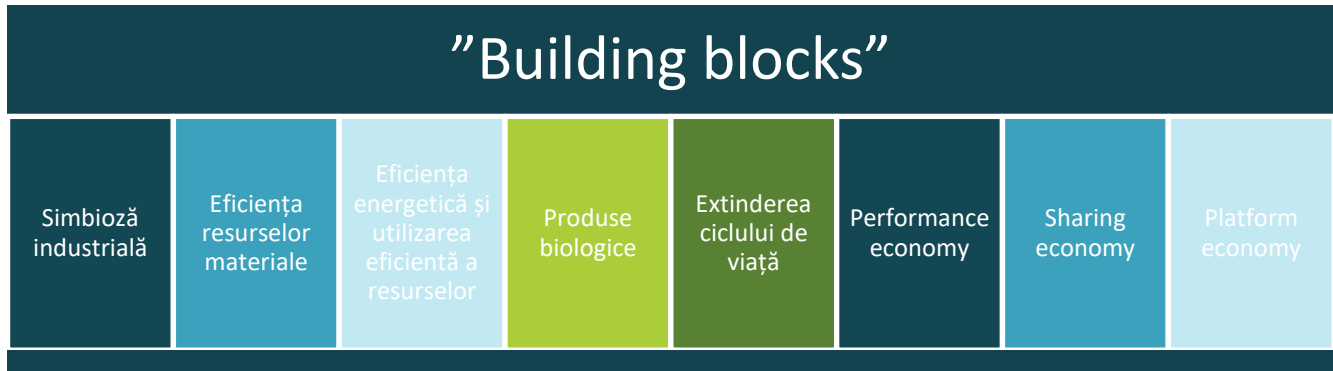 ”Building blocks”
Simbioză
industrială
Eficiența
resurselor
materiale
Eficiența
energetică și
utilizarea
eficientă a
resurselor
Produse
biologice
Extinderea
ciclului de
viață
Performance
economy
Sharing
economy
Platform
economy